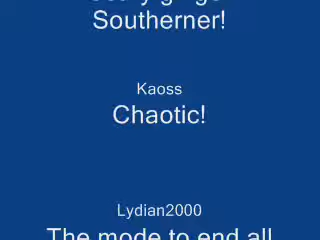 Southerner!
Kaoss
Chaotic!
Lydian2000
The mode to end all